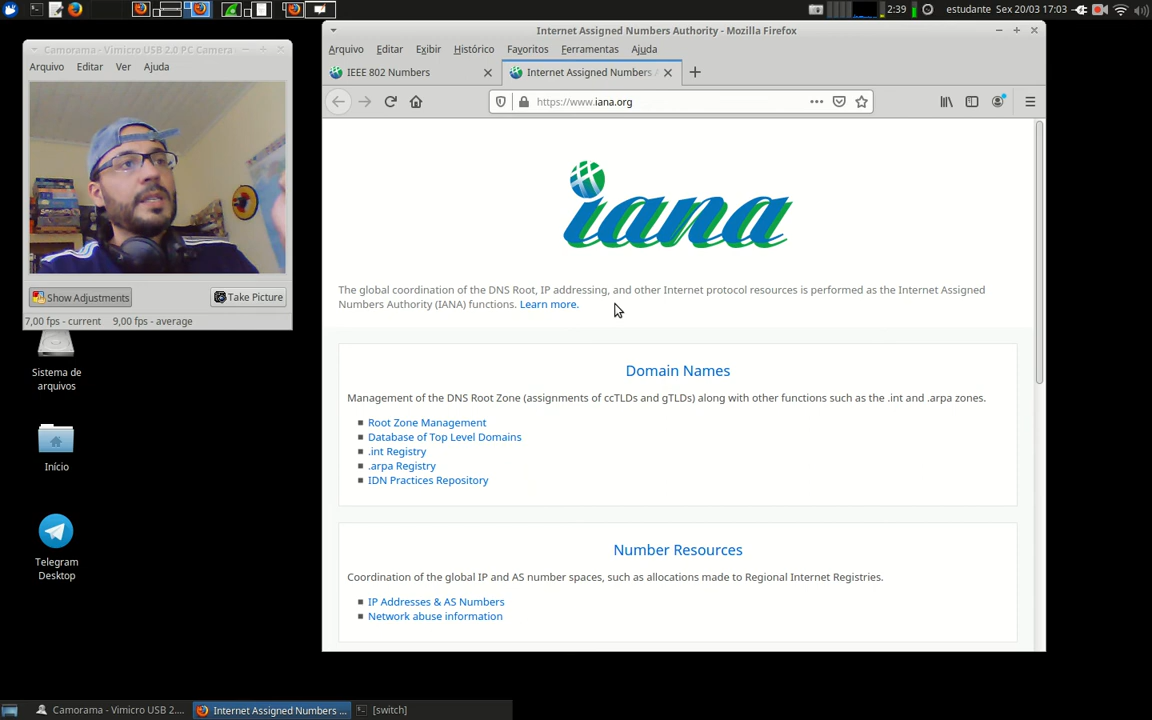 2:39 estudante Sex 20/03 17:03
Camorama - Vimicro USB 2.0 PC Camera
Arquivo Editar Ver Ajuda
Show Adjustments Take Picture
7,00 fps - current 9,00 fps - average
Sistema de
arquivos
Início
Telegram
Desktop
Internet Assigned Numbers Authority - Mozilla Firefox
Arquivo Editar Exibir Histórico Favoritos Ferramentas Ajuda
IEEE 802 Numbers Internet Assigned Numbers
https://www.iana.org
iana
The global coordination of the DNS Root, IP addressing, and other Internet protocol resources is performed as the Internet Assigned
Numbers Authority (IANA) functions. Learn more.
Domain Names
Management of the DNS Root Zone (assignments of ccTLDs and gTLDs) along with other functions such as the .int and .arpa zones.
Root Zone Management
Database of Top Level Domains
.int Registry
.arpa Registry
IDN Practices Repository
Number Resources
Coordination of the global IP and AS number spaces, such as allocations made to Regional Internet Registries.
IP Addresses & AS Numbers
Network abuse information
Camorama - Vimicro USB 2.... Internet Assigned Numbers ... [switch]